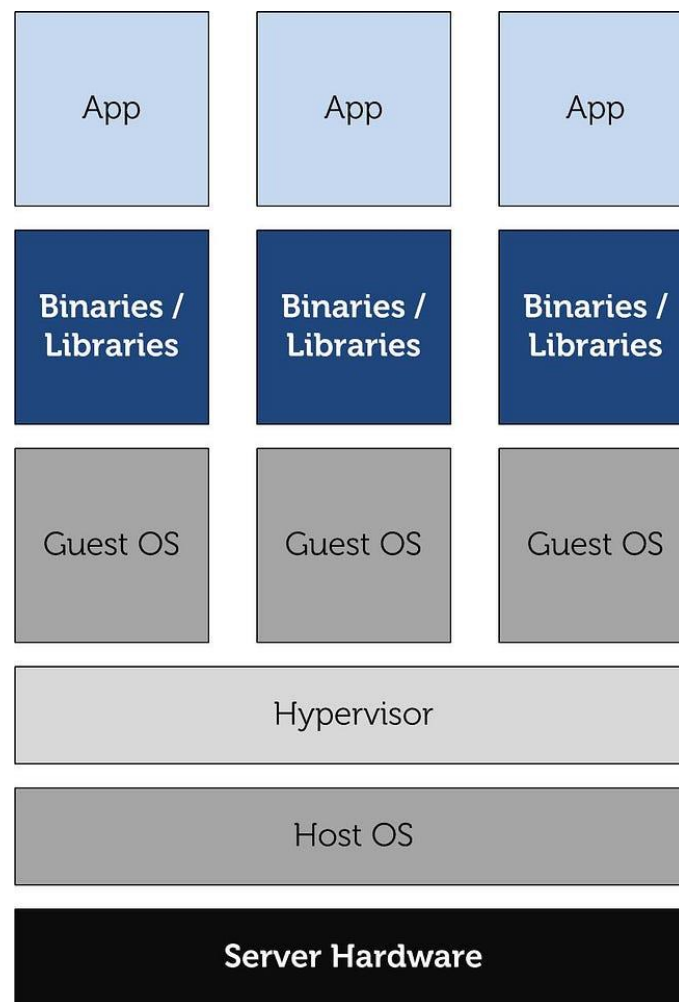 App
App
App
Binaries /
Libraries
Binaries /
Libraries
Binaries /
Libraries
Guest OS
Guest OS
Guest OS
Hypervisor
Host OS
Server Hardware